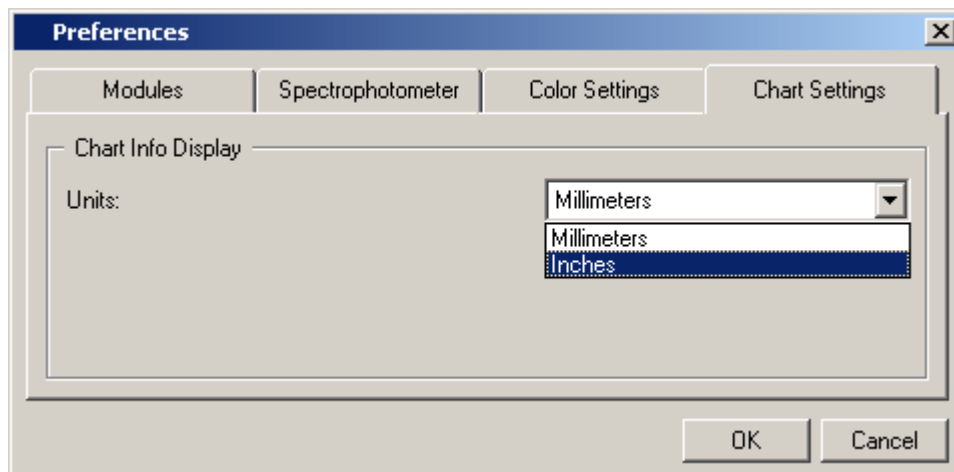 Preferences
Modules
Spectrophotometer
Color Settings
Chart Settings
Chart Info Display
Units:
Millimeters
Millimeters
Inches
OK
Cancel